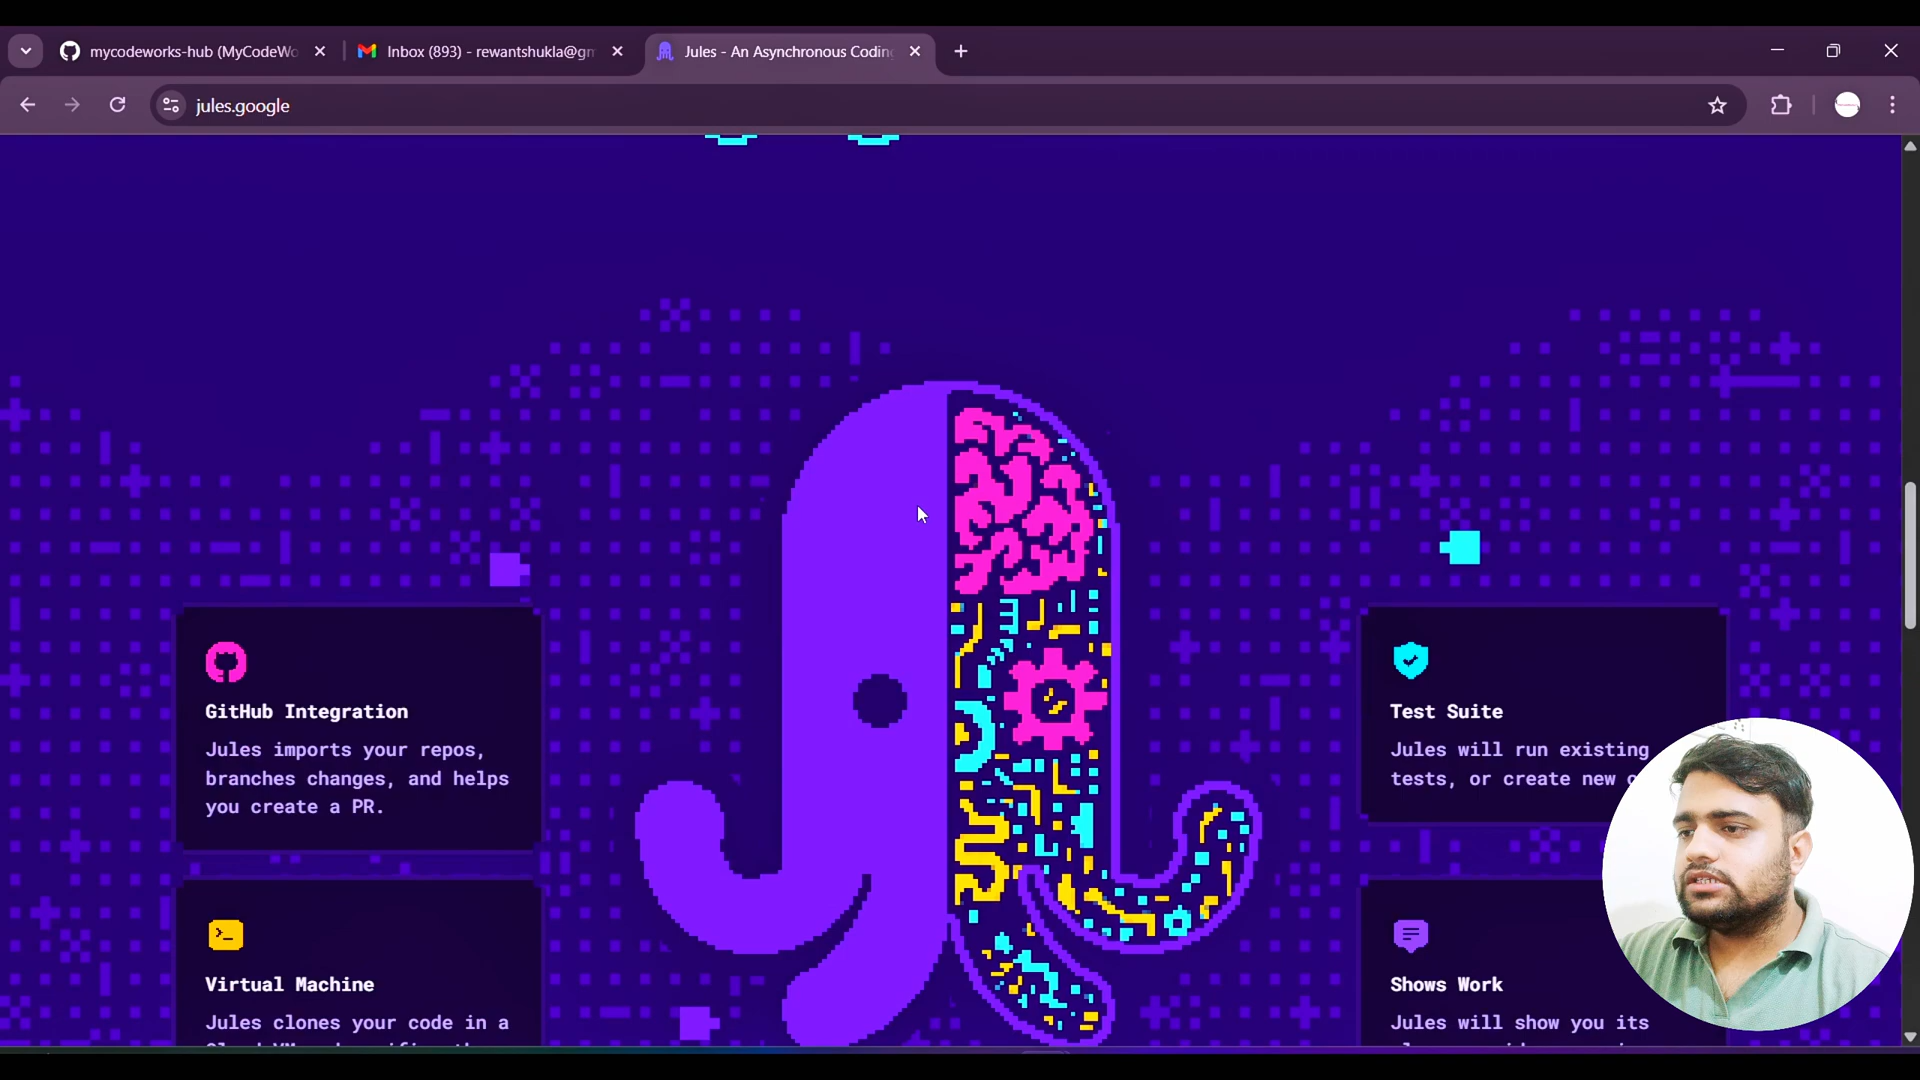 mycodeworks-hub (MyCodeWo
Inbox (893) - rewantshukla@gm
Jules - An Asynchronous Coding
jules.google
GitHub Integration
Jules imports your repos,
branches changes, and helps
you create a PR.
Virtual Machine
Jules clones your code in a
Test Suite
Jules will run existing
tests, or create new
Shows Work
Jules will show you its